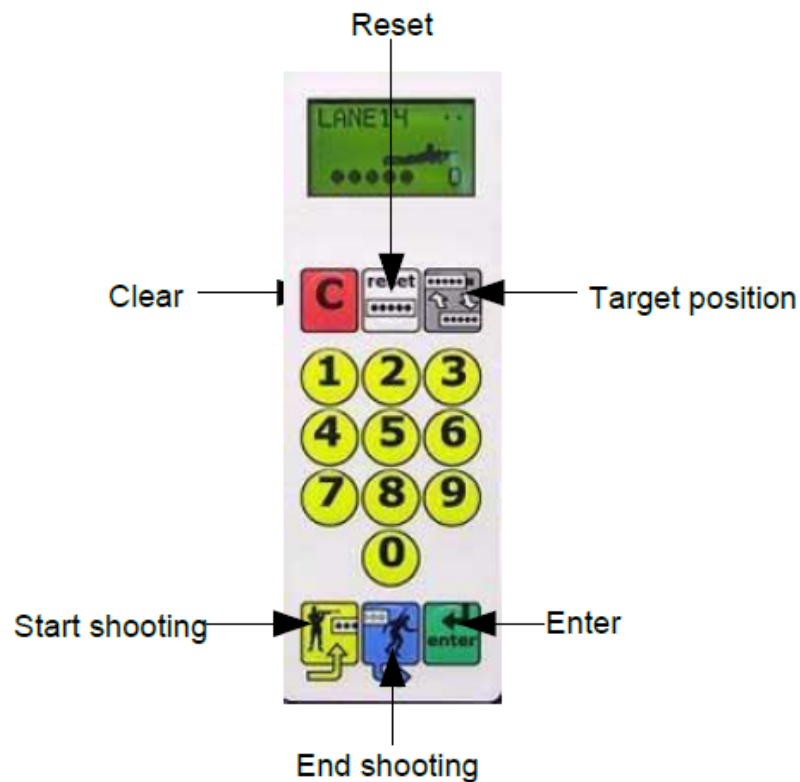 Reset
LANE14
Clear
C
reset
Target position
1 2 3
4 5 6
7 8 9
0
Start shooting
enter
Enter
End shooting